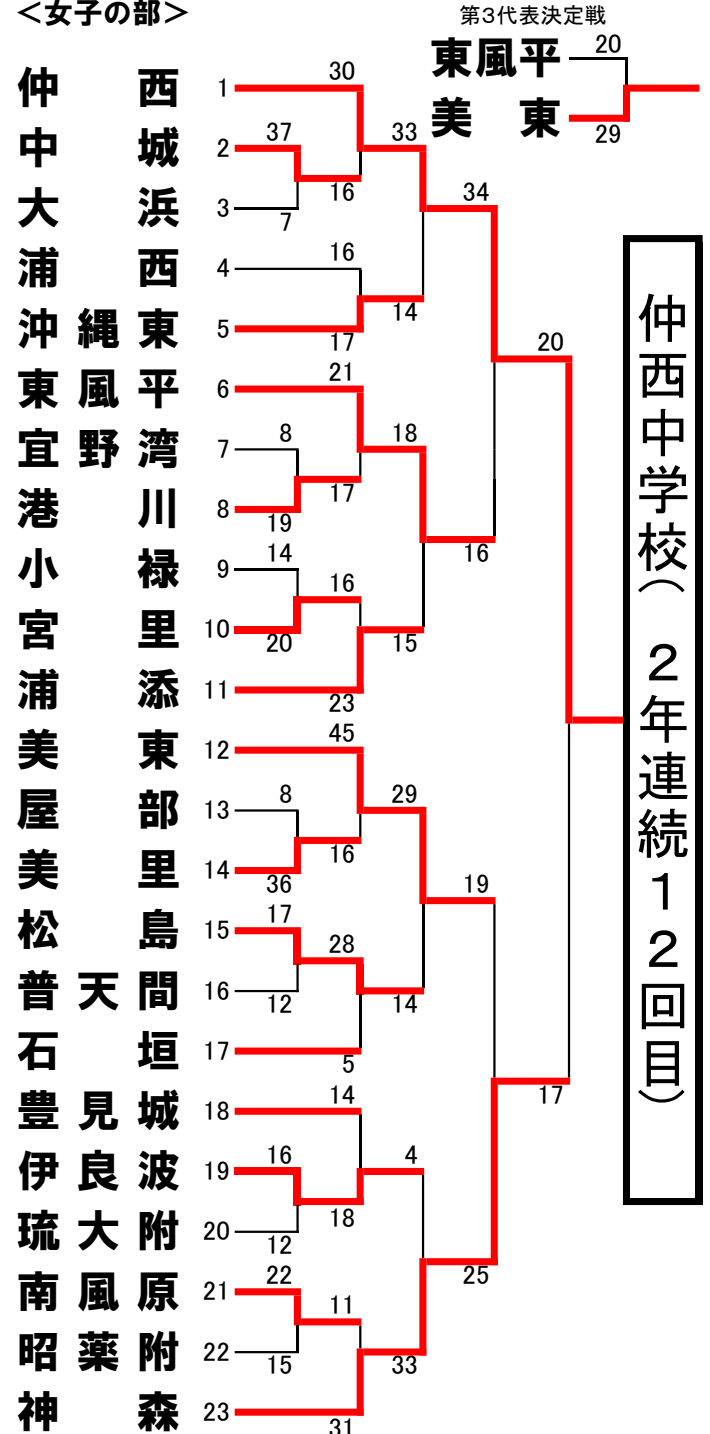 <女子の部>
第3代表決定戦
東風平 20
美東 29
仲西 1 30
中城 2 37
33
大浜 3 7
16
34
浦西 4 16
沖縄東 5 17
14
20
東風平 6 21
宜野湾 7 8
18
港川 8 19
17
小禄 9 14
16
16
宮里 10 20
15
浦添 11 23
美東 12 45
屋部 13 8
29
美里 14 36
16
19
松島 15 17
28
普天間 16 12
14
石垣 17 5
17
豊見城 18 14
伊良波 19 16
4
琉大附 20 12
18
25
南風原 21 22
11
昭薬附 22 15
33
神森 23 31
仲西中学校( 2年連続12回目)